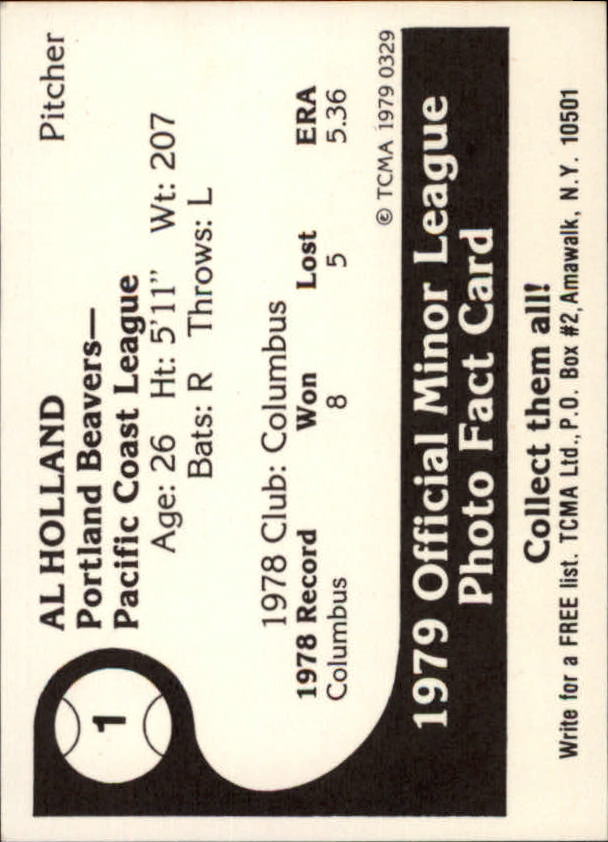 1
AL HOLLAND Pitcher
Portland Beavers—
Pacific Coast League
Age: 26 Ht: 5'11" Wt: 207
Bats: R Throws: L
1978 Club: Columbus
1978 Record Won Lost ERA
Columbus 8 5 5.36
© TCMA 1979 0329
1979 Official Minor League
Photo Fact Card
Collect them all!
Write for a FREE list. TCMA Ltd., P.O. Box #2, Amawalk, N.Y. 10501